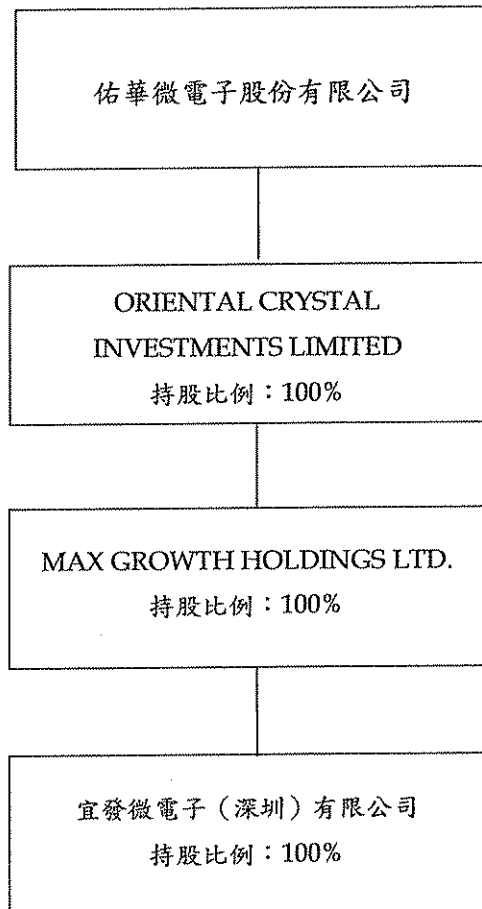 佑華微電子股份有限公司
ORIENTAL CRYSTAL
INVESTMENTS LIMITED
持股比例：100%
MAX GROWTH HOLDINGS LTD.
持股比例：100%
宜發微電子（深圳）有限公司
持股比例：100%